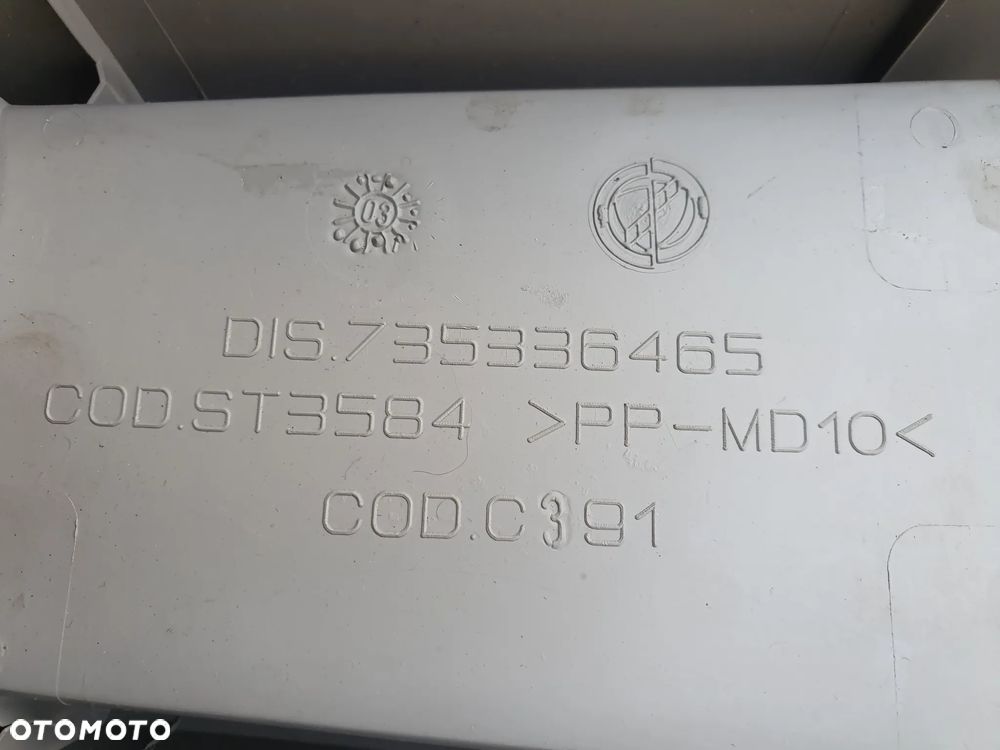 03
DIS.735336465
COD.ST3584 >PP-MD10<
COD.C391
OTOMOTO